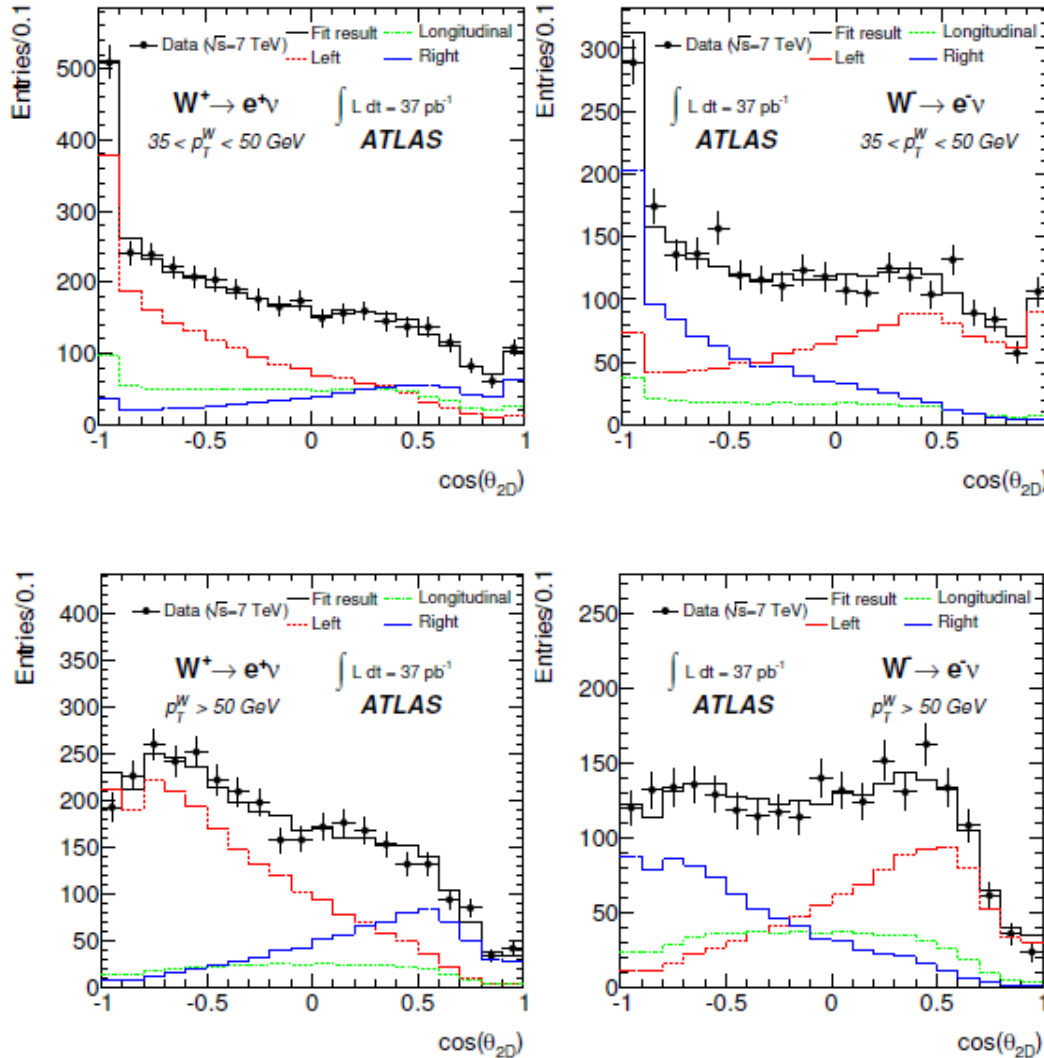 Entries/0.1
Data (√s=7 TeV)
Fit result
Longitudinal
Left
Right
W⁺→ e⁺ν
∫ L dt = 37 pb⁻¹
35 < p_T^W < 50 GeV
ATLAS
500
400
300
200
100
0
-1 -0.5 0 0.5 1
cos(θ2D)
Entries/0.1
Data (√s=7 TeV)
Fit result
Longitudinal
Left
Right
∫ L dt = 37 pb⁻¹
W⁻→ e⁻ν
ATLAS
35 < p_T^W < 50 GeV
300
250
200
150
100
50
0
-1 -0.5 0 0.5 1
cos(θ2D)
Entries/0.1
Data (√s=7 TeV)
Fit result
Longitudinal
Left
Right
W⁺→ e⁺ν
∫ L dt = 37 pb⁻¹
p_T^W > 50 GeV
ATLAS
400
350
300
250
200
150
100
50
0
-1 -0.5 0 0.5 1
cos(θ2D)
Entries/0.1
Data (√s=7 TeV)
Fit result
Longitudinal
Left
Right
∫ L dt = 37 pb⁻¹
W⁻→ e⁻ν
ATLAS
p_T^W > 50 GeV
250
200
150
100
50
0
-1 -0.5 0 0.5 1
cos(θ2D)